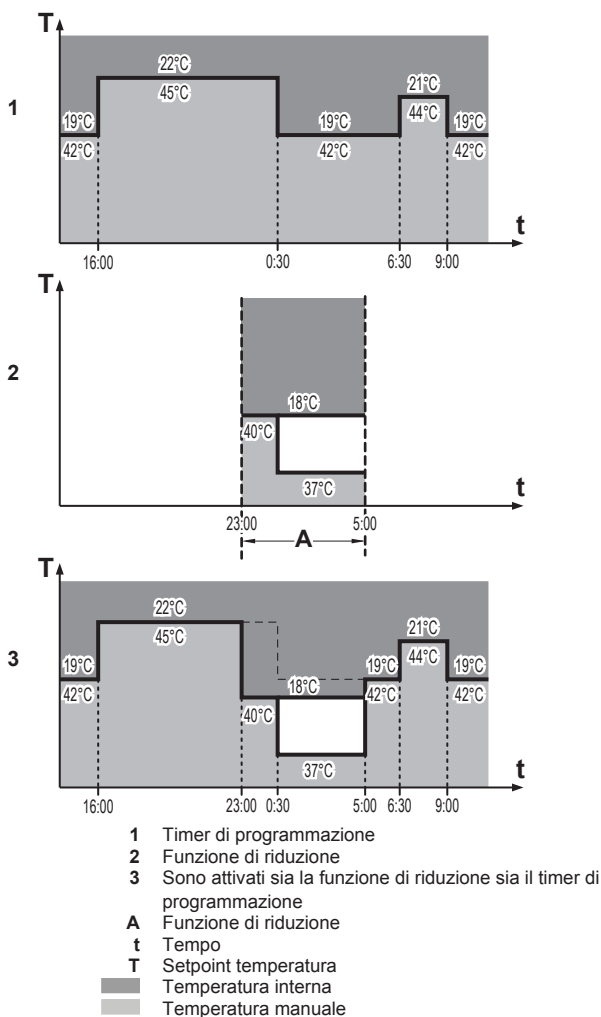 T
22°C
45°C
21°C
44°C
1
19°C 19°C 19°C
42°C 42°C 42°C
t
16:00 0:30 6:30 9:00
T
2
18°C
40°C
37°C
t
23:00 5:00
A
T
22°C
45°C
21°C
44°C
3
19°C 19°C 19°C
42°C 18°C 42°C 42°C
40°C
37°C
t
16:00 23:00 0:30 5:00 6:30 9:00
1 Timer di programmazione
2 Funzione di riduzione
3 Sono attivati sia la funzione di riduzione sia il timer di
programmazione
A Funzione di riduzione
t Tempo
T Setpoint temperatura
Temperatura interna
Temperatura manuale